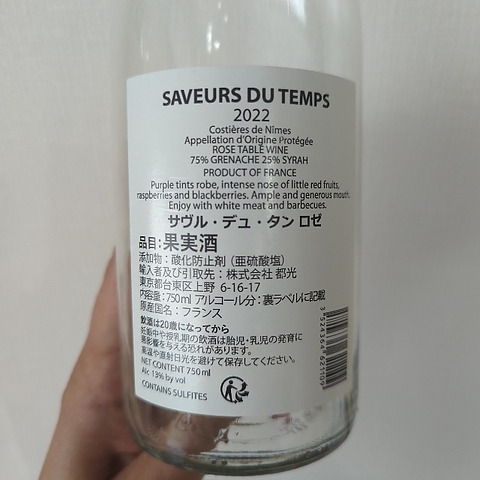 SAVEURS DU TEMPS
2022
Costières de Nîmes
Appellation d'Origine Protégée
ROSE TABLE WINE
75% GRENACHE 25% SYRAH
PRODUCT OF FRANCE
Purple tints robe, intense nose of little red fruits,
raspberries and blackberries. Ample and generous mouth.
Enjoy with white meat and barbecues.
サヴル・デュ・タン ロゼ
品目:果実酒
添加物:酸化防止剤(亜硫酸塩)
輸入者及び引取先:株式会社 都光
東京都台東区上野 6-16-17
内容量:750ml アルコール分:裏ラベルに記載
原産国名:フランス
飲酒は20歳になってから
妊娠中や授乳期の飲酒は胎児・乳児の発育に
悪影響を与える恐れがあります。
高温や直射日光を避けて保存してください。
NET CONTENT 750 ml
Alc 13% by vol
CONTAINS SULFITES